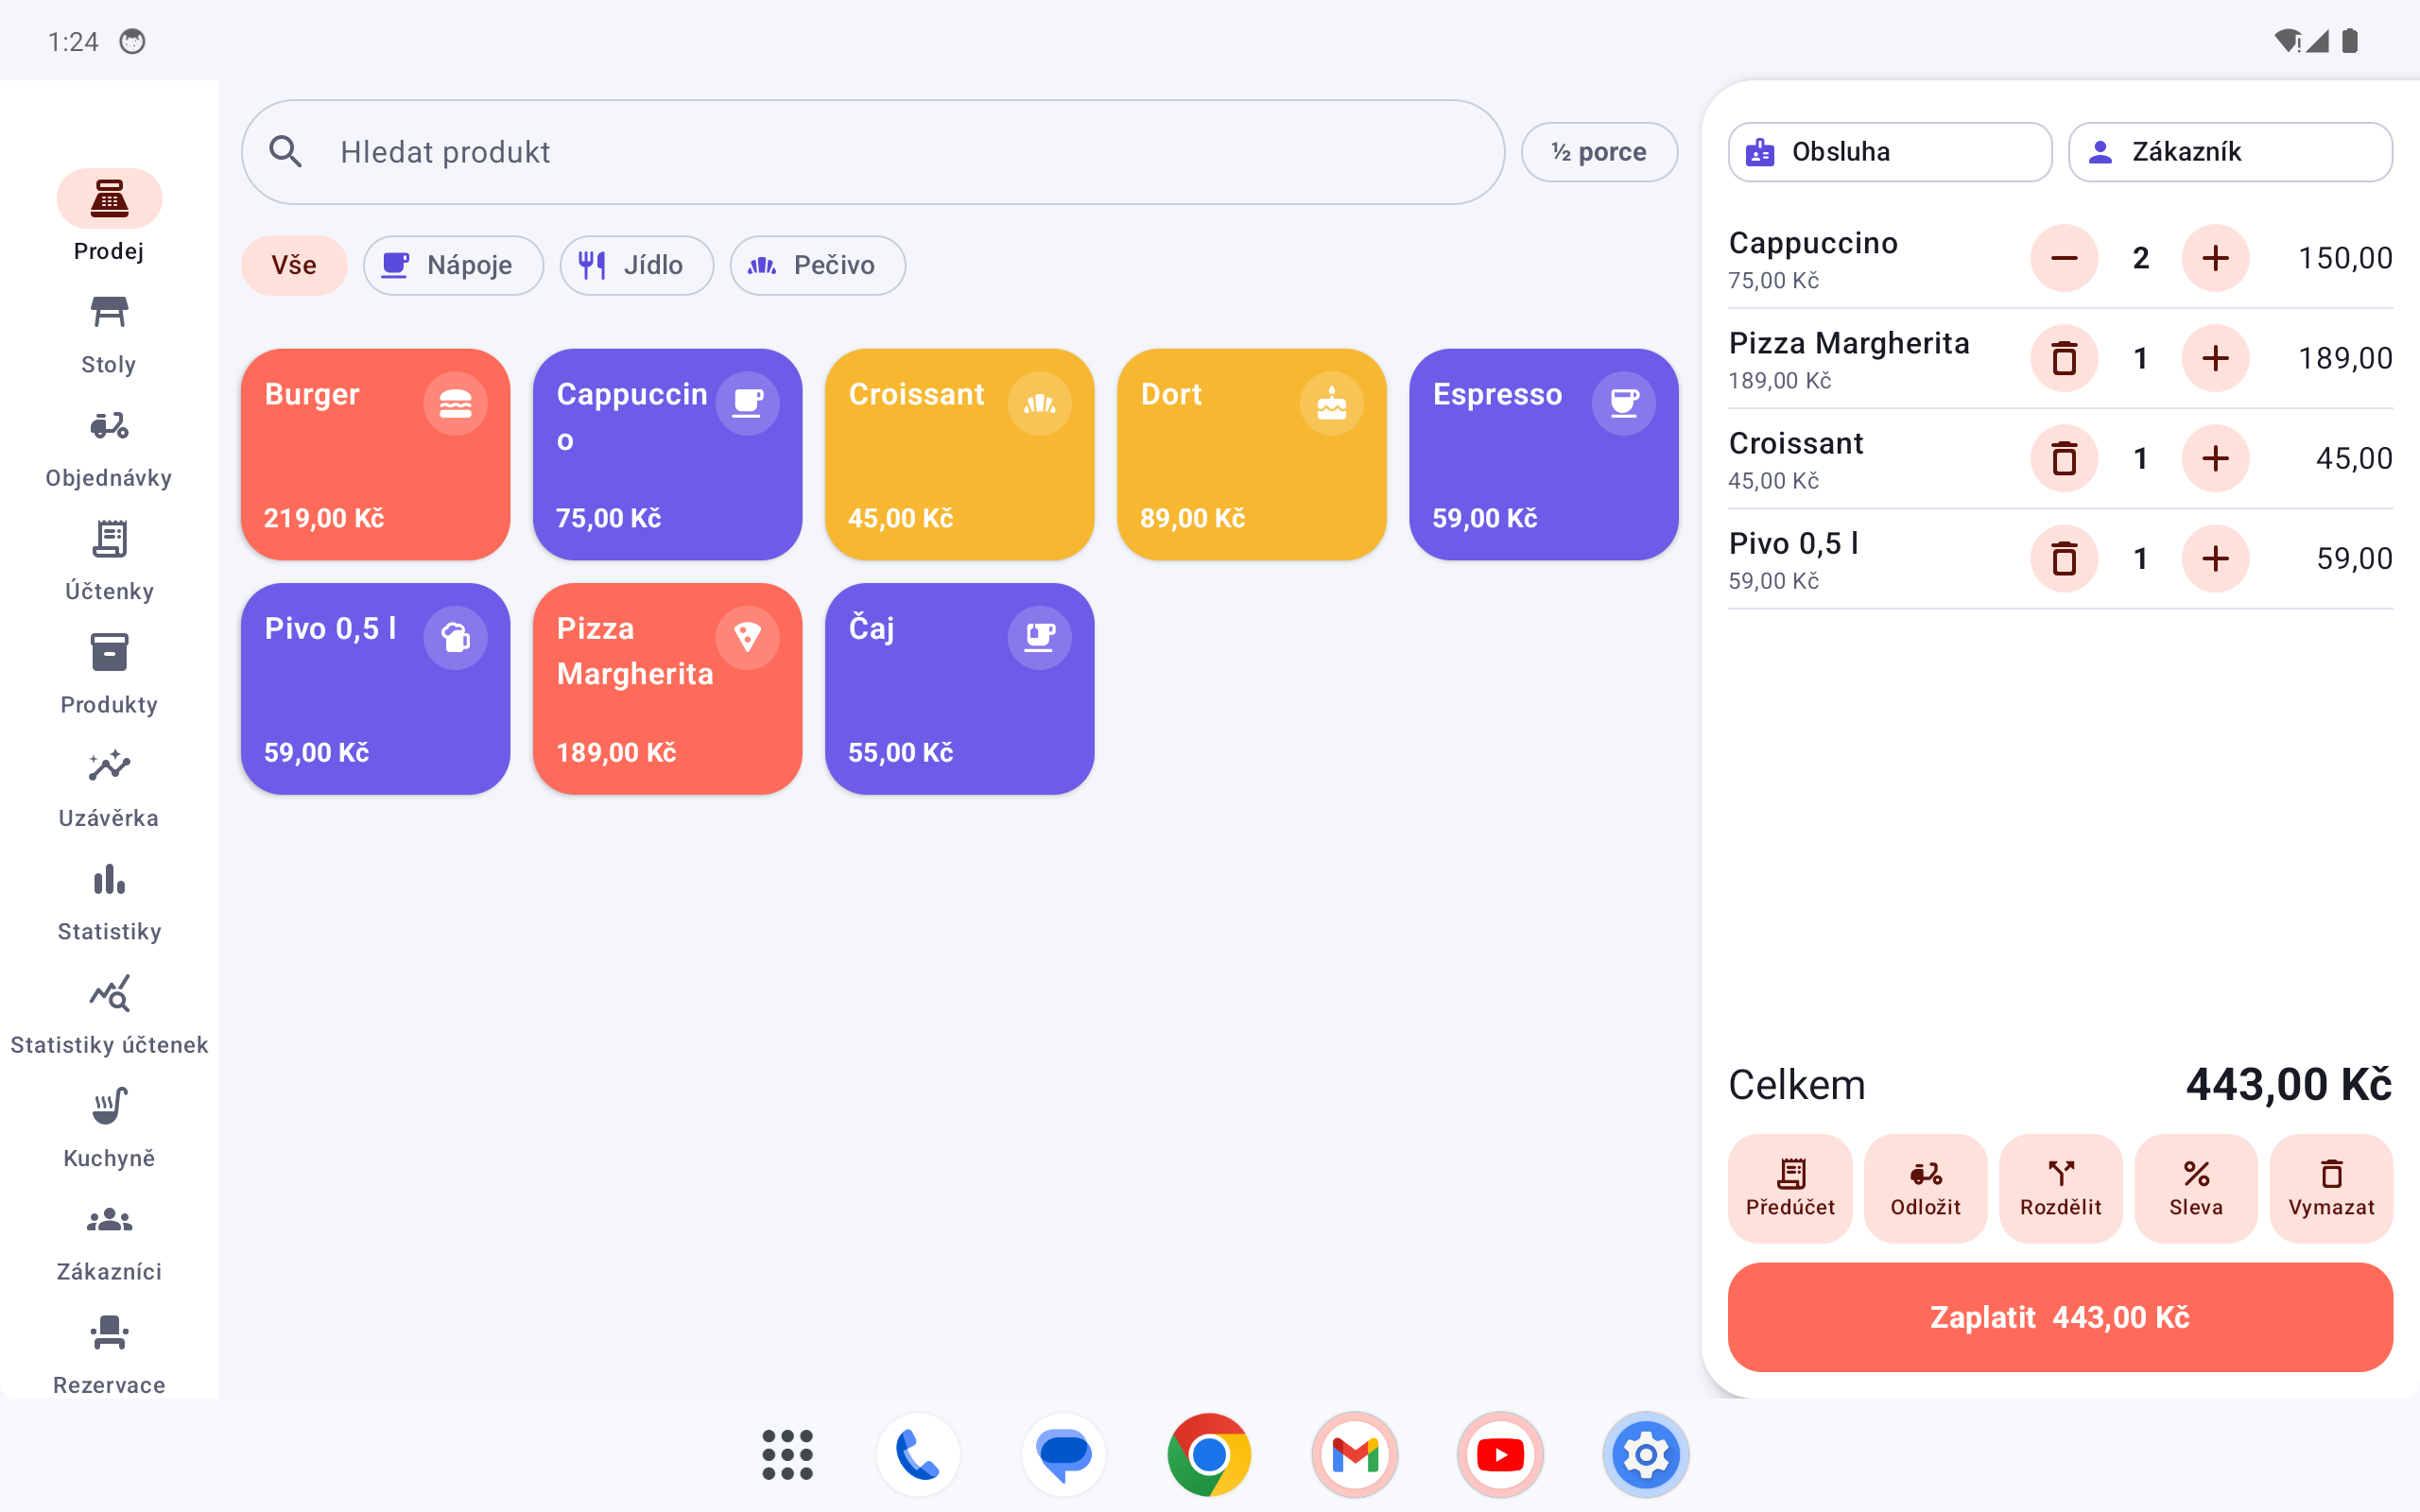 1:24
Prodej
Stoly
Objednávky
Účtenky
Produkty
Uzávěrka
Statistiky
Statistiky účtenek
Kuchyně
Zákazníci
Rezervace
Hledat produkt
½ porce
Vše
Nápoje
Jídlo
Pečivo
Burger
219,00 Kč
Cappuccin
o
75,00 Kč
Croissant
45,00 Kč
Dort
89,00 Kč
Espresso
59,00 Kč
Pivo 0,5 l
59,00 Kč
Pizza
Margherita
189,00 Kč
Čaj
55,00 Kč
Obsluha
Zákazník
Cappuccino
75,00 Kč
2
150,00
Pizza Margherita
189,00 Kč
1
189,00
Croissant
45,00 Kč
1
45,00
Pivo 0,5 l
59,00 Kč
1
59,00
Celkem
443,00 Kč
Předúčet
Odložit
Rozdělit
Sleva
Vymazat
Zaplatit 443,00 Kč